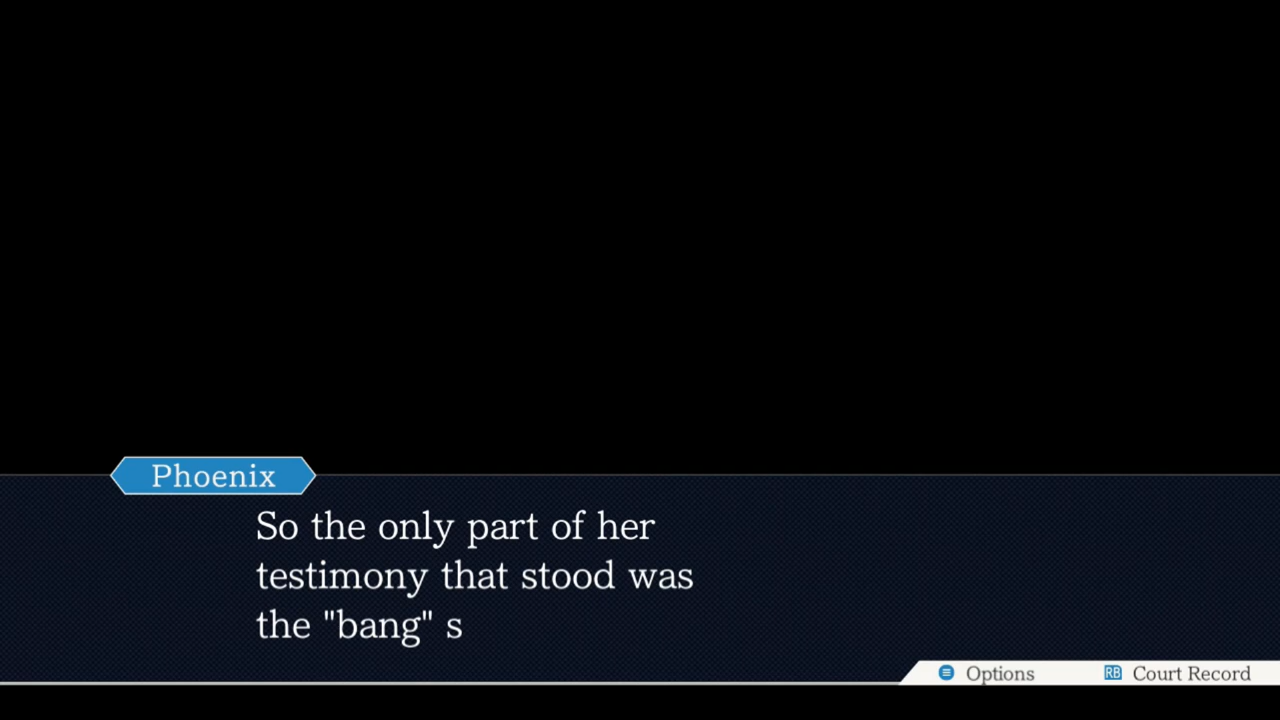 Phoenix
So the only part of her
testimony that stood was
the "bang" s
Options
RB Court Record